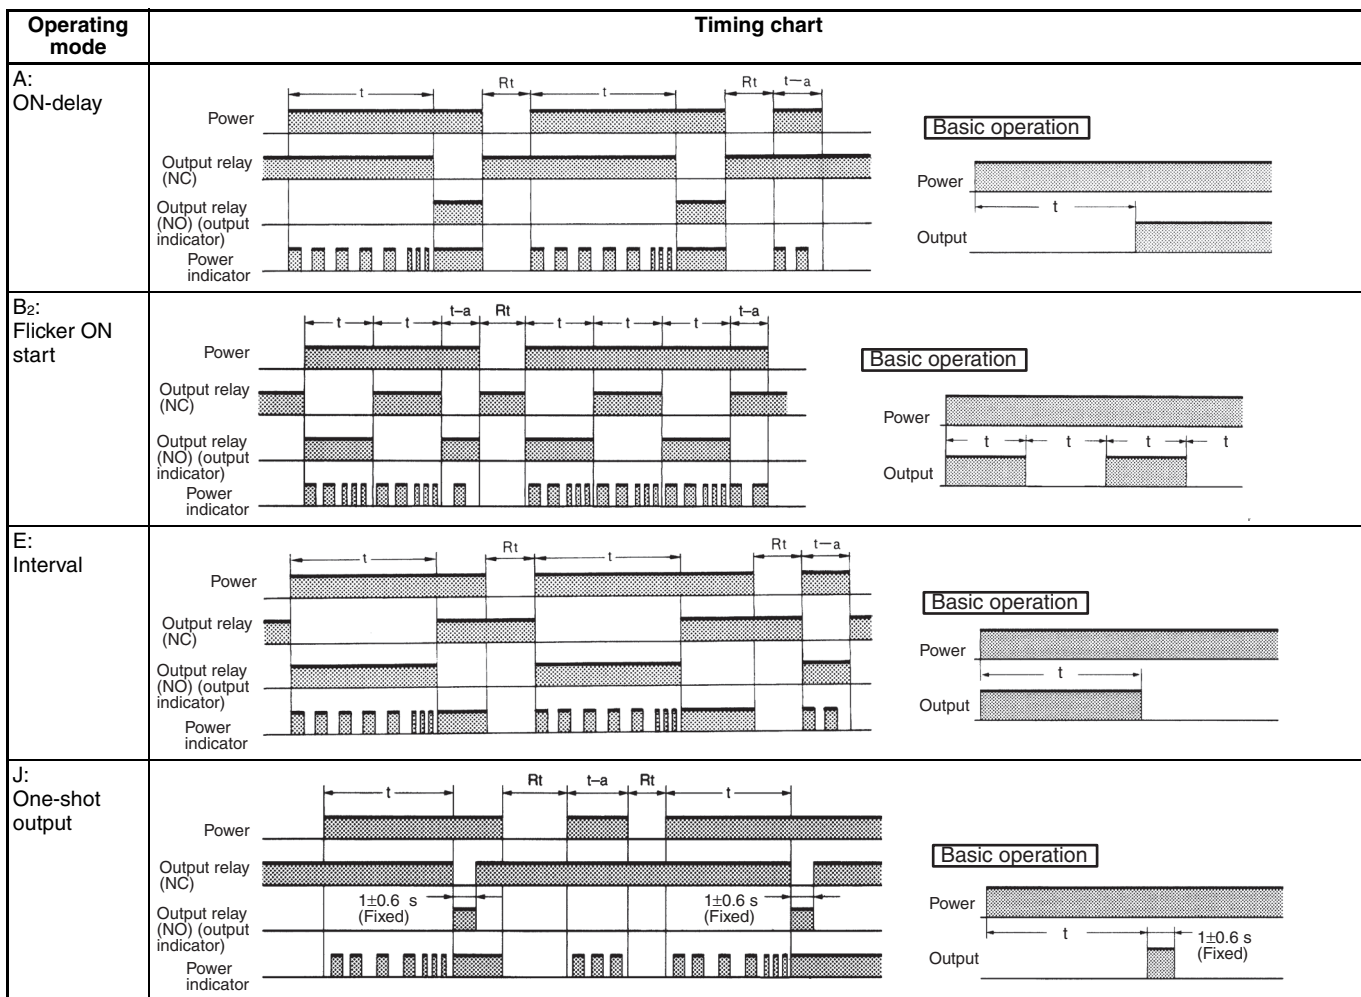 Operating mode
Timing chart
A:
ON-delay
t
Rt
t
Rt
t–a
Power
Output relay
(NC)
Output relay
(NO) (output
indicator)
Power
indicator
Basic operation
Power
t
Output
B2:
Flicker ON
start
t
t
t–a
Rt
t
t
t
t–a
Power
Output relay
(NC)
Output relay
(NO) (output
indicator)
Power
indicator
Basic operation
Power
t
t
t
t
Output
E:
Interval
t
Rt
t
Rt
t–a
Power
Output relay
(NC)
Output relay
(NO) (output
indicator)
Power
indicator
Basic operation
Power
t
Output
J:
One-shot
output
t
Rt
t–a
Rt
t
Power
Output relay
(NC)
1±0.6 s
(Fixed)
1±0.6 s
(Fixed)
Output relay
(NO) (output
indicator)
Power
indicator
Basic operation
Power
t
1±0.6 s
(Fixed)
Output